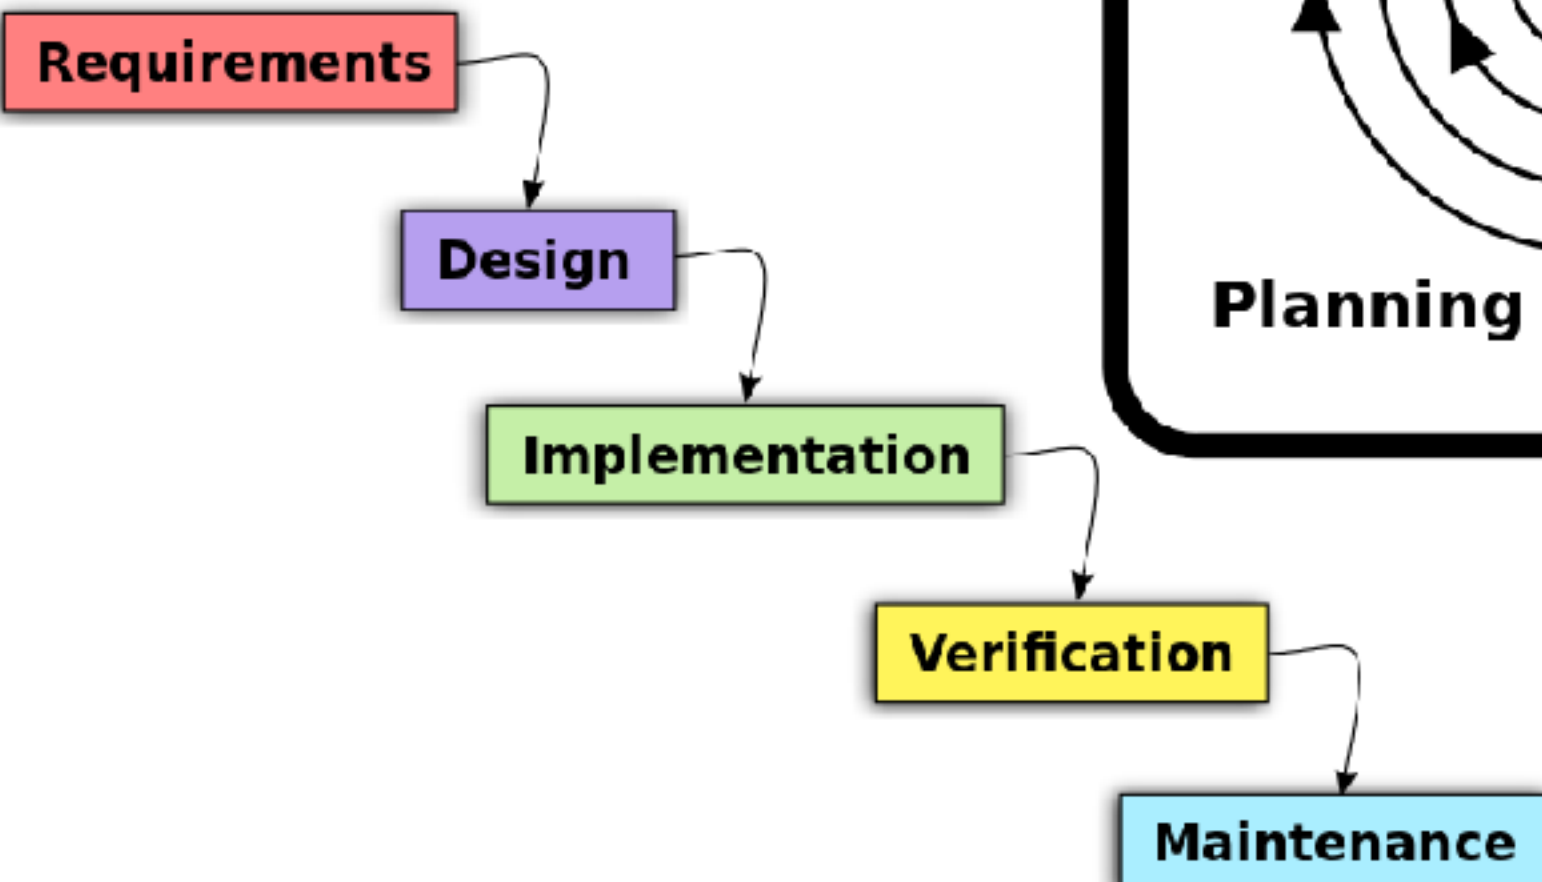 Requirements
Design
Planning
Implementation
Verification
Maintenance